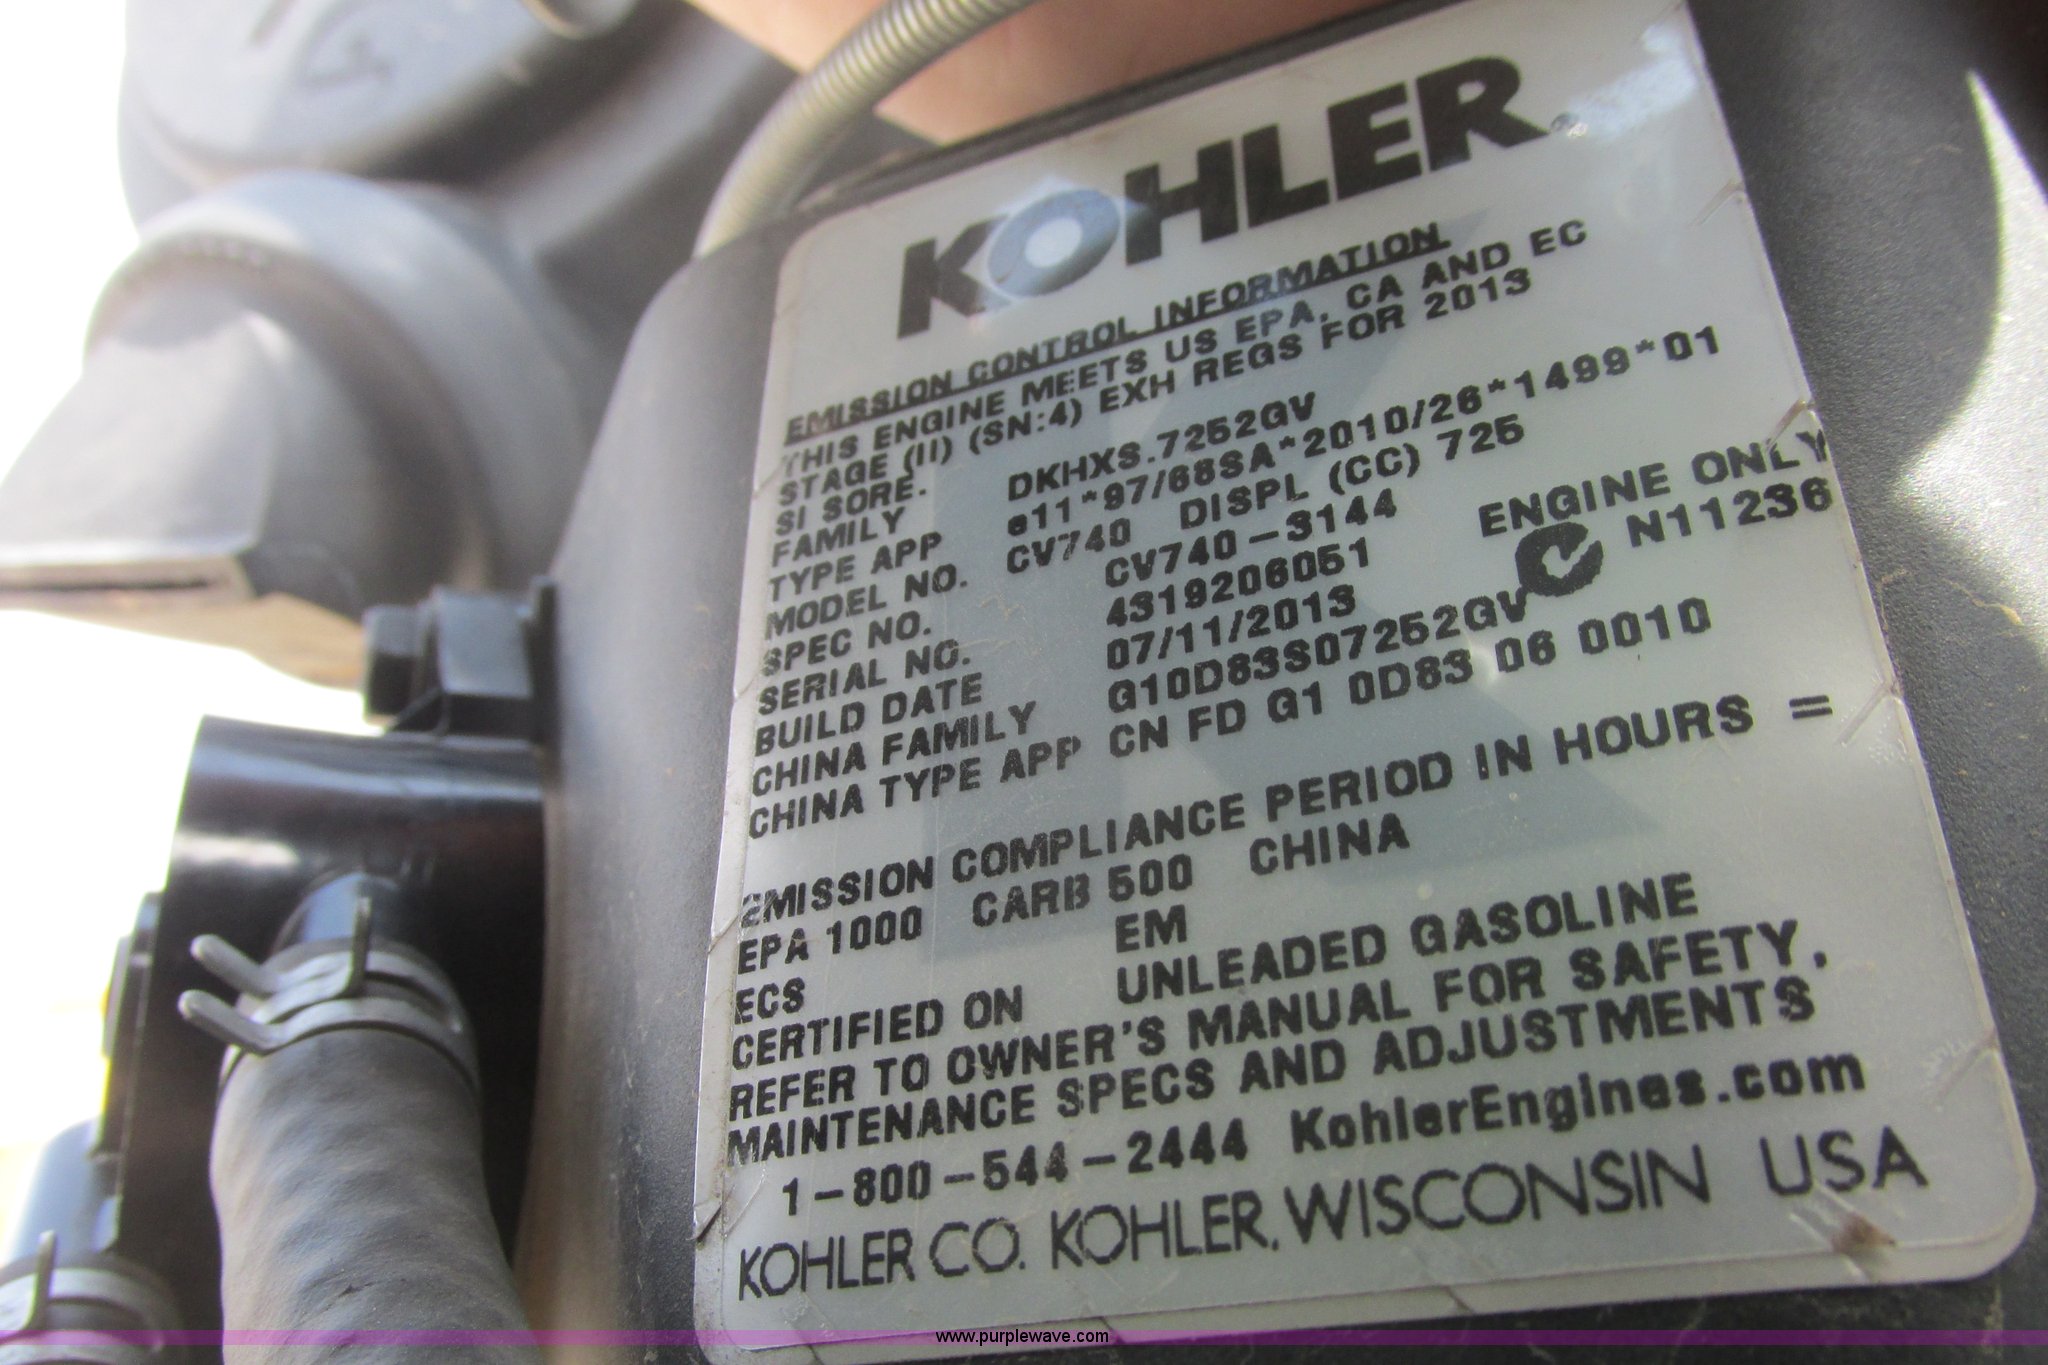 KOHLER
EMISSION CONTROL INFORMATION
THIS ENGINE MEETS US EPA, CA AND EC
STAGE (II) (SN:4) EXH REGS FOR 2013
SI SORE.
FAMILY DKHXS.7252GV
TYPE APP e11*97/68SA*2010/26*1499*01
MODEL NO. CV740 DISPL (CC) 725
SPEC NO. CV740-3144 ENGINE ONLY
SERIAL NO. 4319206051 N11236
BUILD DATE 07/11/2013
CHINA FAMILY G10D83S07252GV
CHINA TYPE APP CN FD G1 0D83 06 0010
EMISSION COMPLIANCE PERIOD IN HOURS =
EPA 1000 CARB 500 CHINA
ECS EM
CERTIFIED ON UNLEADED GASOLINE
REFER TO OWNER'S MANUAL FOR SAFETY,
MAINTENANCE SPECS AND ADJUSTMENTS
1-800-544-2444 KohlerEngines.com
KOHLER CO. KOHLER, WISCONSIN USA
www.purplewave.com